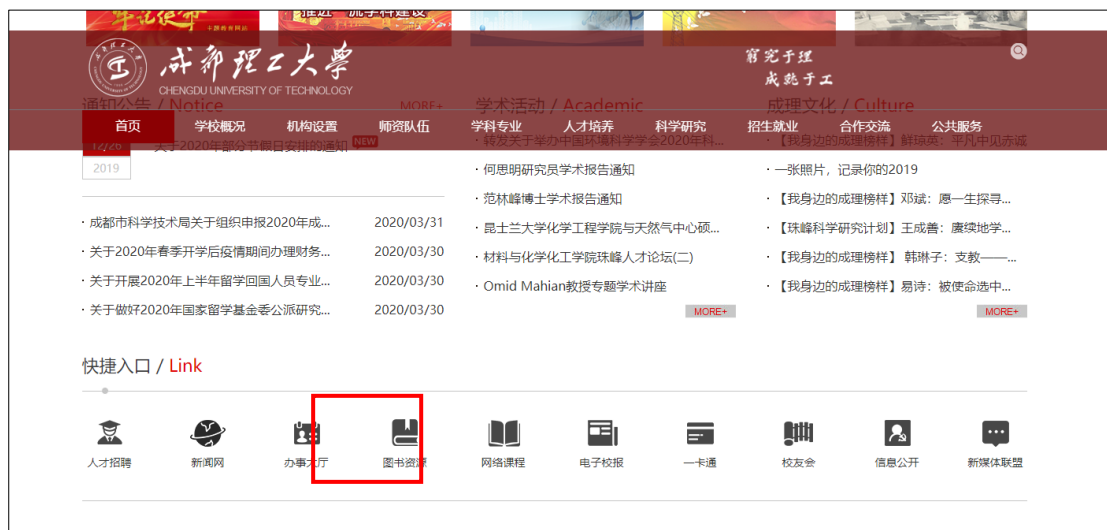 成都理工大學
CHENGDU UNIVERSITY OF TECHNOLOGY
窮究于理
成就于工
通知公告 / Notice
MORE+
学术活动 / Academic
成理文化 / Culture
首页 学校概况 机构设置 师资队伍 学科专业 人才培养 科学研究 招生就业 合作交流 公共服务
12/26
2019
关于2020年部分节假日安排的通知 NEW
· 成都市科学技术局关于组织申报2020年成... 2020/03/31
· 关于2020年春季开学后疫情期间办理财务... 2020/03/30
· 关于开展2020年上半年留学回国人员专业... 2020/03/30
· 关于做好2020年国家留学基金委公派研究... 2020/03/30
· 转发关于举办中国环境科学学会2020年科...
· 何思明研究员学术报告通知
· 范林峰博士学术报告通知
· 昆士兰大学化学工程学院与天然气中心硕...
· 材料与化学化工学院珠峰人才论坛(二)
· Omid Mahian教授专题学术讲座
MORE+
· 【我身边的成理榜样】鲜琼英：平凡中见赤诚
· 一张照片，记录你的2019
· 【我身边的成理榜样】邓斌：愿一生探寻...
· 【珠峰科学研究计划】王成善：赓续地学...
· 【我身边的成理榜样】 韩琳子：支教——...
· 【我身边的成理榜样】易诗：被使命选中...
MORE+
快捷入口 / Link
人才招聘 新闻网 办事大厅 图书资源 网络课程 电子校报 一卡通 校友会 信息公开 新媒体联盟